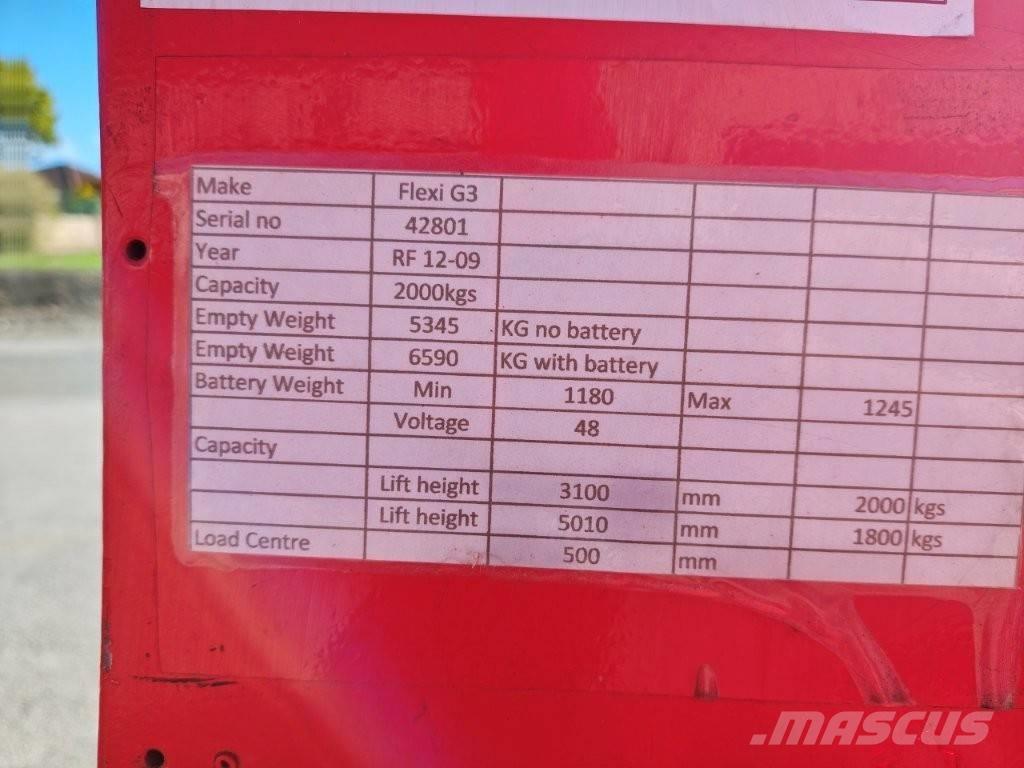 Make Flexi G3
Serial no 42801
Year RF 12-09
Capacity 2000kgs
Empty Weight 5345 KG no battery
Empty Weight 6590 KG with battery
Battery Weight Min 1180 Max 1245
Voltage 48
Capacity
Lift height 3100 mm 2000 kgs
Lift height 5010 mm 1800 kgs
Load Centre 500 mm
MASCUS